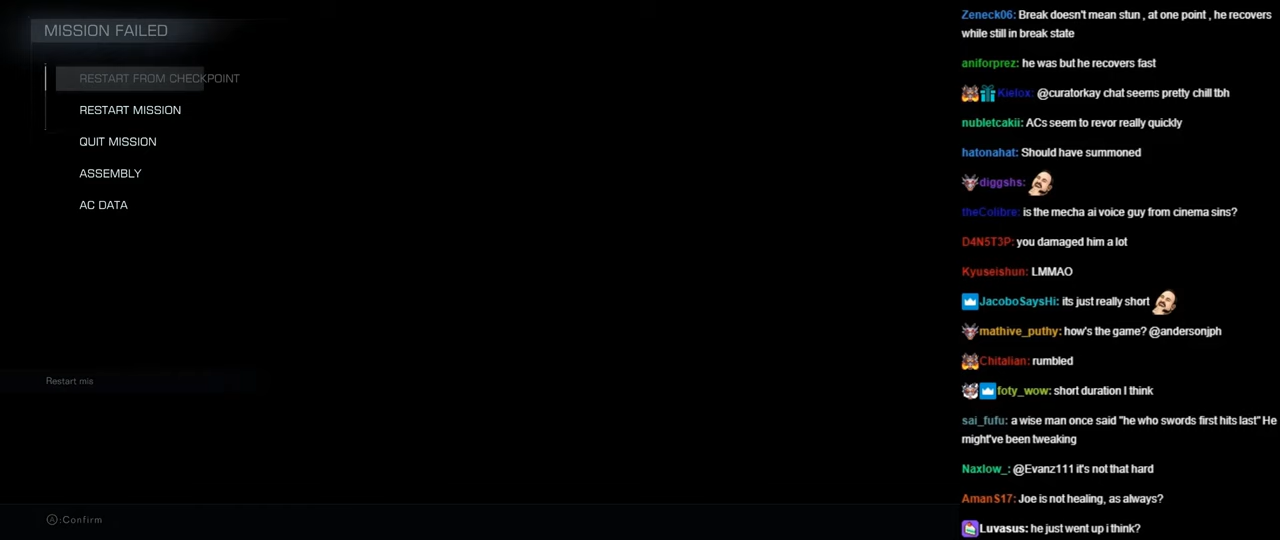 MISSION FAILED
RESTART FROM CHECKPOINT
RESTART MISSION
QUIT MISSION
ASSEMBLY
AC DATA
Restart mis
Ⓐ:Confirm
Zeneck06: Break doesn't mean stun , at one point , he recovers
while still in break state
aniforprez: he was but he recovers fast
Kielox: @curatorkay chat seems pretty chill tbh
nubletcakii: ACs seem to revor really quickly
hatonahat: Should have summoned
diggshs:
theColibre: is the mecha ai voice guy from cinema sins?
D4N5T3P: you damaged him a lot
Kyuseishun: LMMAO
JacoboSaysHi: its just really short
mathive_puthy: how's the game? @andersonjph
Chitalian: rumbled
foty_wow: short duration I think
sai_fufu: a wise man once said "he who swords first hits last" He
might've been tweaking
Naxlow_: @Evanz111 it's not that hard
AmanS17: Joe is not healing, as always?
Luvasus: he just went up i think?